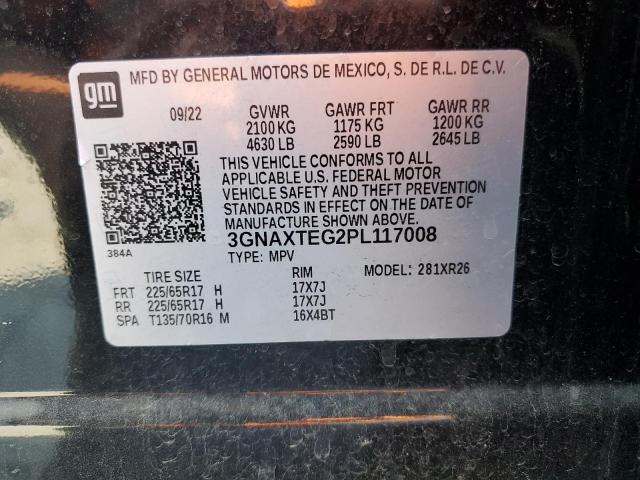 gm
MFD BY GENERAL MOTORS DE MEXICO, S. DE R.L. DE C.V.
09/22 GVWR GAWR FRT GAWR RR
2100 KG 1175 KG 1200 KG
4630 LB 2590 LB 2645 LB
THIS VEHICLE CONFORMS TO ALL
APPLICABLE U.S. FEDERAL MOTOR
VEHICLE SAFETY AND THEFT PREVENTION
STANDARDS IN EFFECT ON THE DATE OF
MANUFACTURE SHOWN ABOVE.
3GNAXTEG2PL117008
384A
TYPE: MPV MODEL: 281XR26
TIRE SIZE RIM
FRT 225/65R17 H 17X7J
RR 225/65R17 H 17X7J
SPA T135/70R16 M 16X4BT